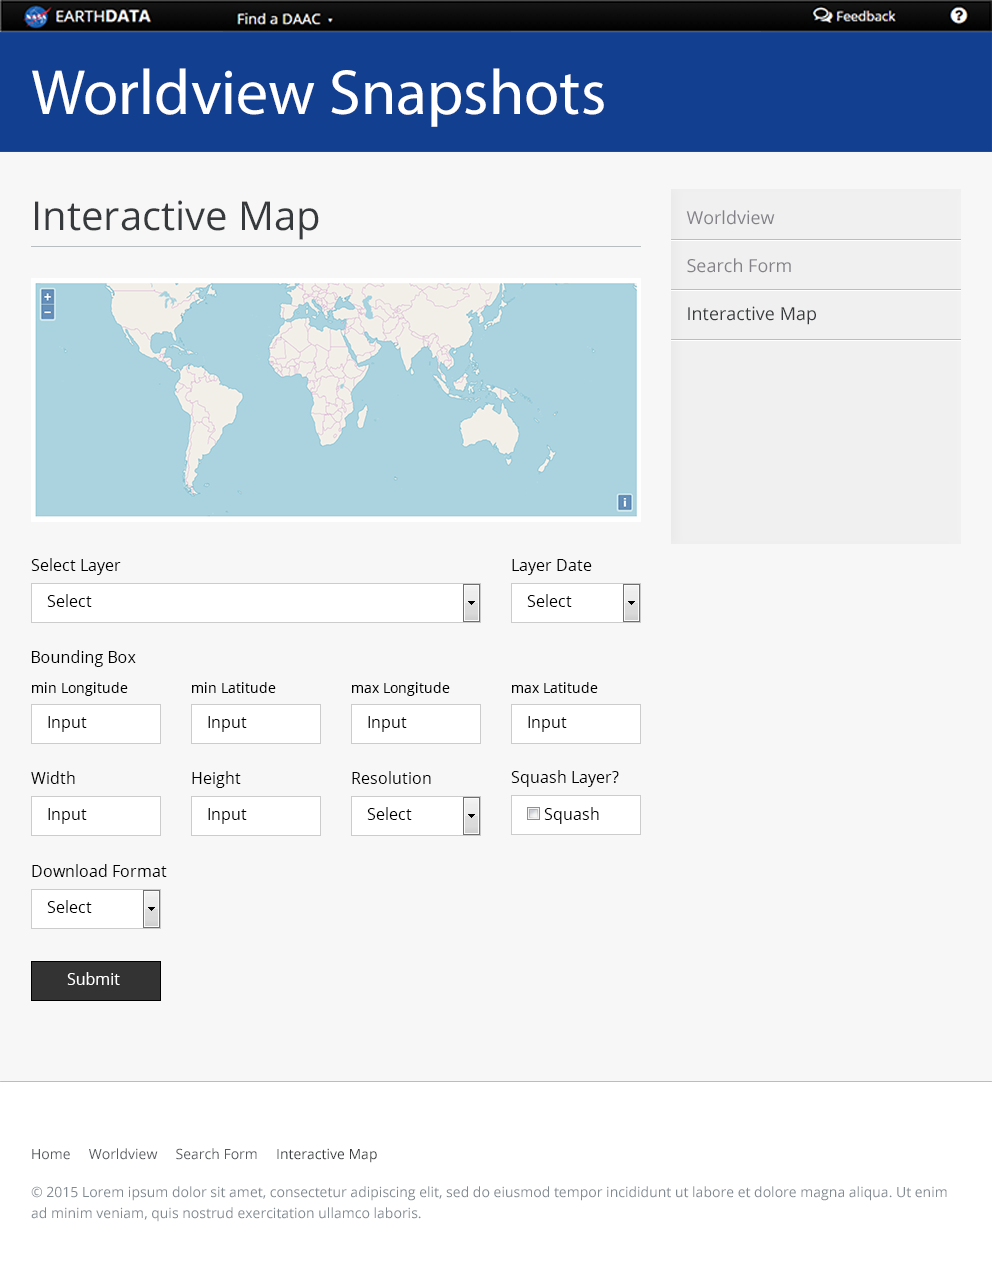 EARTHDATA Find a DAAC Feedback ?
Worldview Snapshots
Interactive Map
Worldview
Search Form
Interactive Map
+
−
i
Select Layer Layer Date
Select Select
Bounding Box
min Longitude min Latitude max Longitude max Latitude
Input Input Input Input
Width Height Resolution Squash Layer?
Input Input Select Squash
Download Format
Select
Submit
Home Worldview Search Form Interactive Map
© 2015 Lorem ipsum dolor sit amet, consectetur adipiscing elit, sed do eiusmod tempor incididunt ut labore et dolore magna aliqua. Ut enim
ad minim veniam, quis nostrud exercitation ullamco laboris.